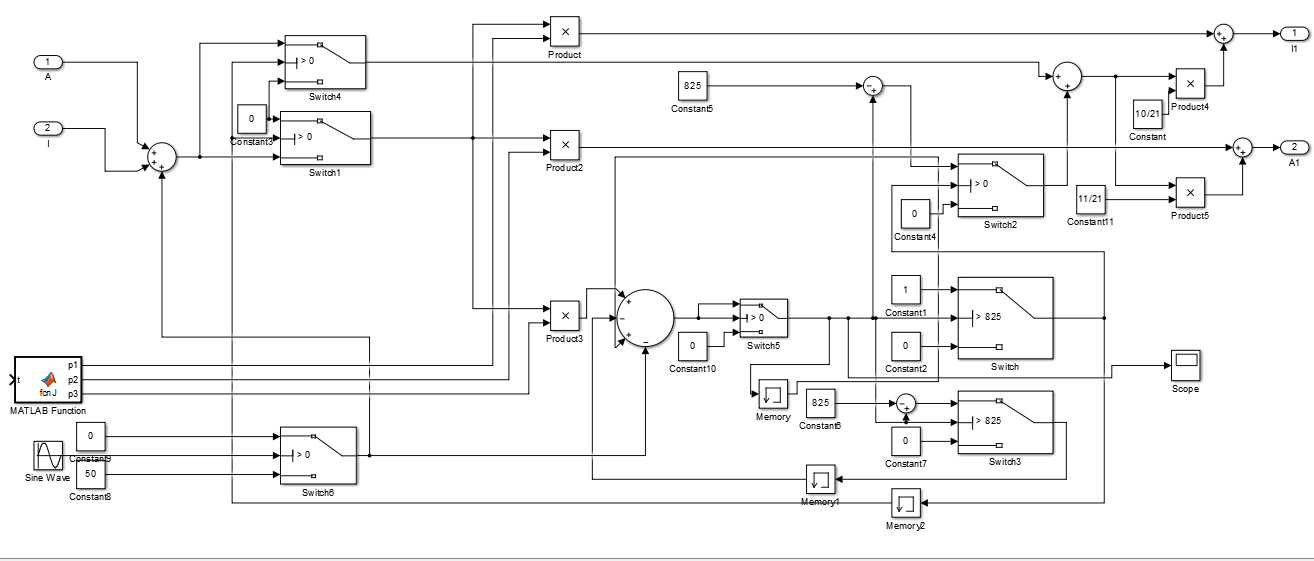 1
A
2
I
> 0
Switch4
0
Constant3
> 0
Switch1
+
+
+
×
Product
×
Product2
×
Product3
825
Constant5
−
+
+
+
+
+
1
I1
×
Product4
10/21
Constant
+
+
2
A1
11/21
Constant11
×
Product5
> 0
Switch2
0
Constant4
1
Constant1
> 825
0
Constant2
Switch
+
−
+
−
> 0
Switch5
0
Constant10
Scope
Memory
825
Constant6
−
+
> 825
0
Constant7
Switch3
Memory1
Memory2
t
p1
p2
p3
fcnJ
MATLAB Function
0
Constant9
> 0
Switch6
Sine Wave
50
Constant8